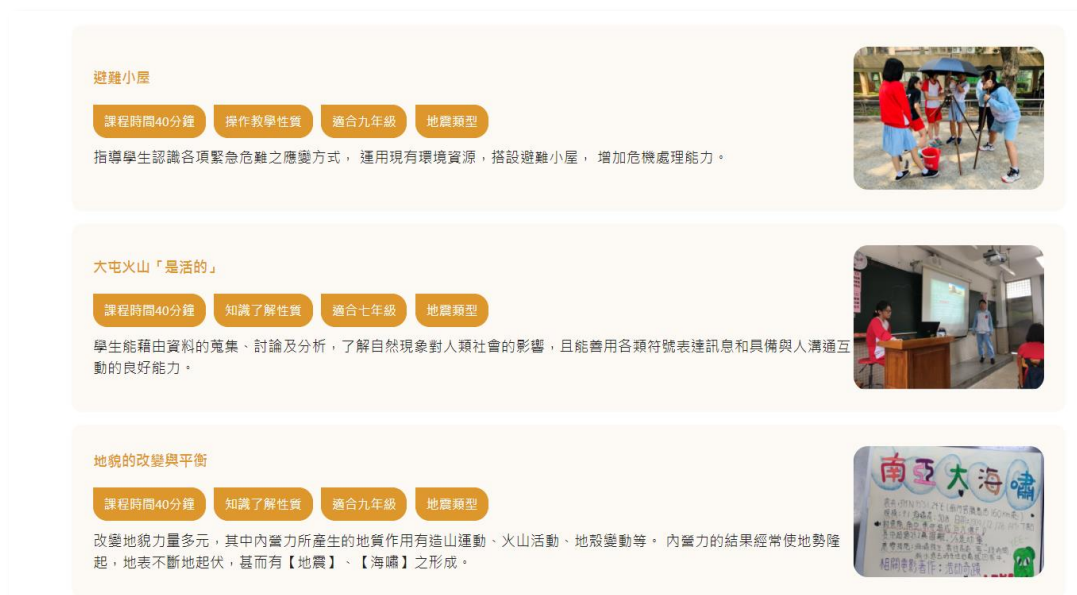 避難小屋
課程時間40分鐘 操作教學性質 適合九年級 地震類型
指導學生認識各項緊急危難之應變方式， 運用現有環境資源，搭設避難小屋， 增加危機處理能力。
大屯火山「是活的」
課程時間40分鐘 知識了解性質 適合七年級 地震類型
學生能藉由資料的蒐集、討論及分析，了解自然現象對人類社會的影響，且能善用各類符號表達訊息和具備與人溝通互
動的良好能力。
地貌的改變與平衡
課程時間40分鐘 知識了解性質 適合九年級 地震類型
改變地貌力量多元，其中內營力所產生的地質作用有造山運動、火山活動、地殼變動等。 內營力的結果經常使地勢隆
起，地表不斷地起伏，甚而有【地震】、【海嘯】之形成。
南亞大海嘯